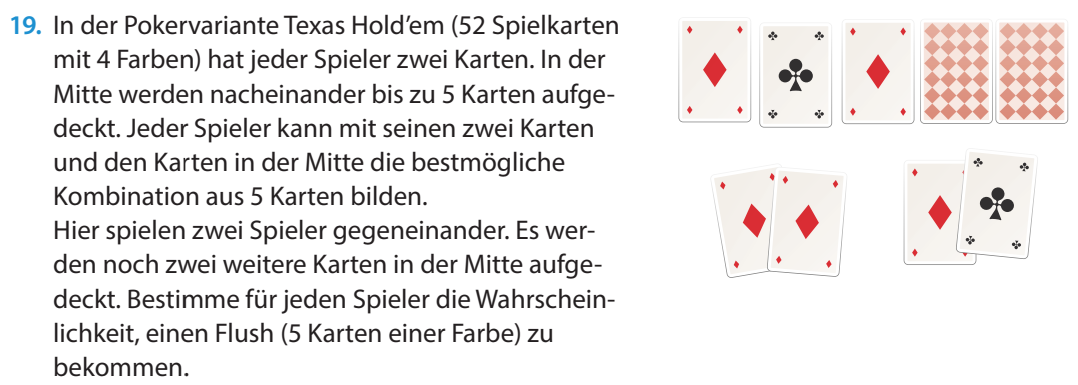 19. In der Pokervariante Texas Hold’em (52 Spielkarten
mit 4 Farben) hat jeder Spieler zwei Karten. In der
Mitte werden nacheinander bis zu 5 Karten aufge-
deckt. Jeder Spieler kann mit seinen zwei Karten
und den Karten in der Mitte die bestmögliche
Kombination aus 5 Karten bilden.
Hier spielen zwei Spieler gegeneinander. Es wer-
den noch zwei weitere Karten in der Mitte aufge-
deckt. Bestimme für jeden Spieler die Wahrschein-
lichkeit, einen Flush (5 Karten einer Farbe) zu
bekommen.